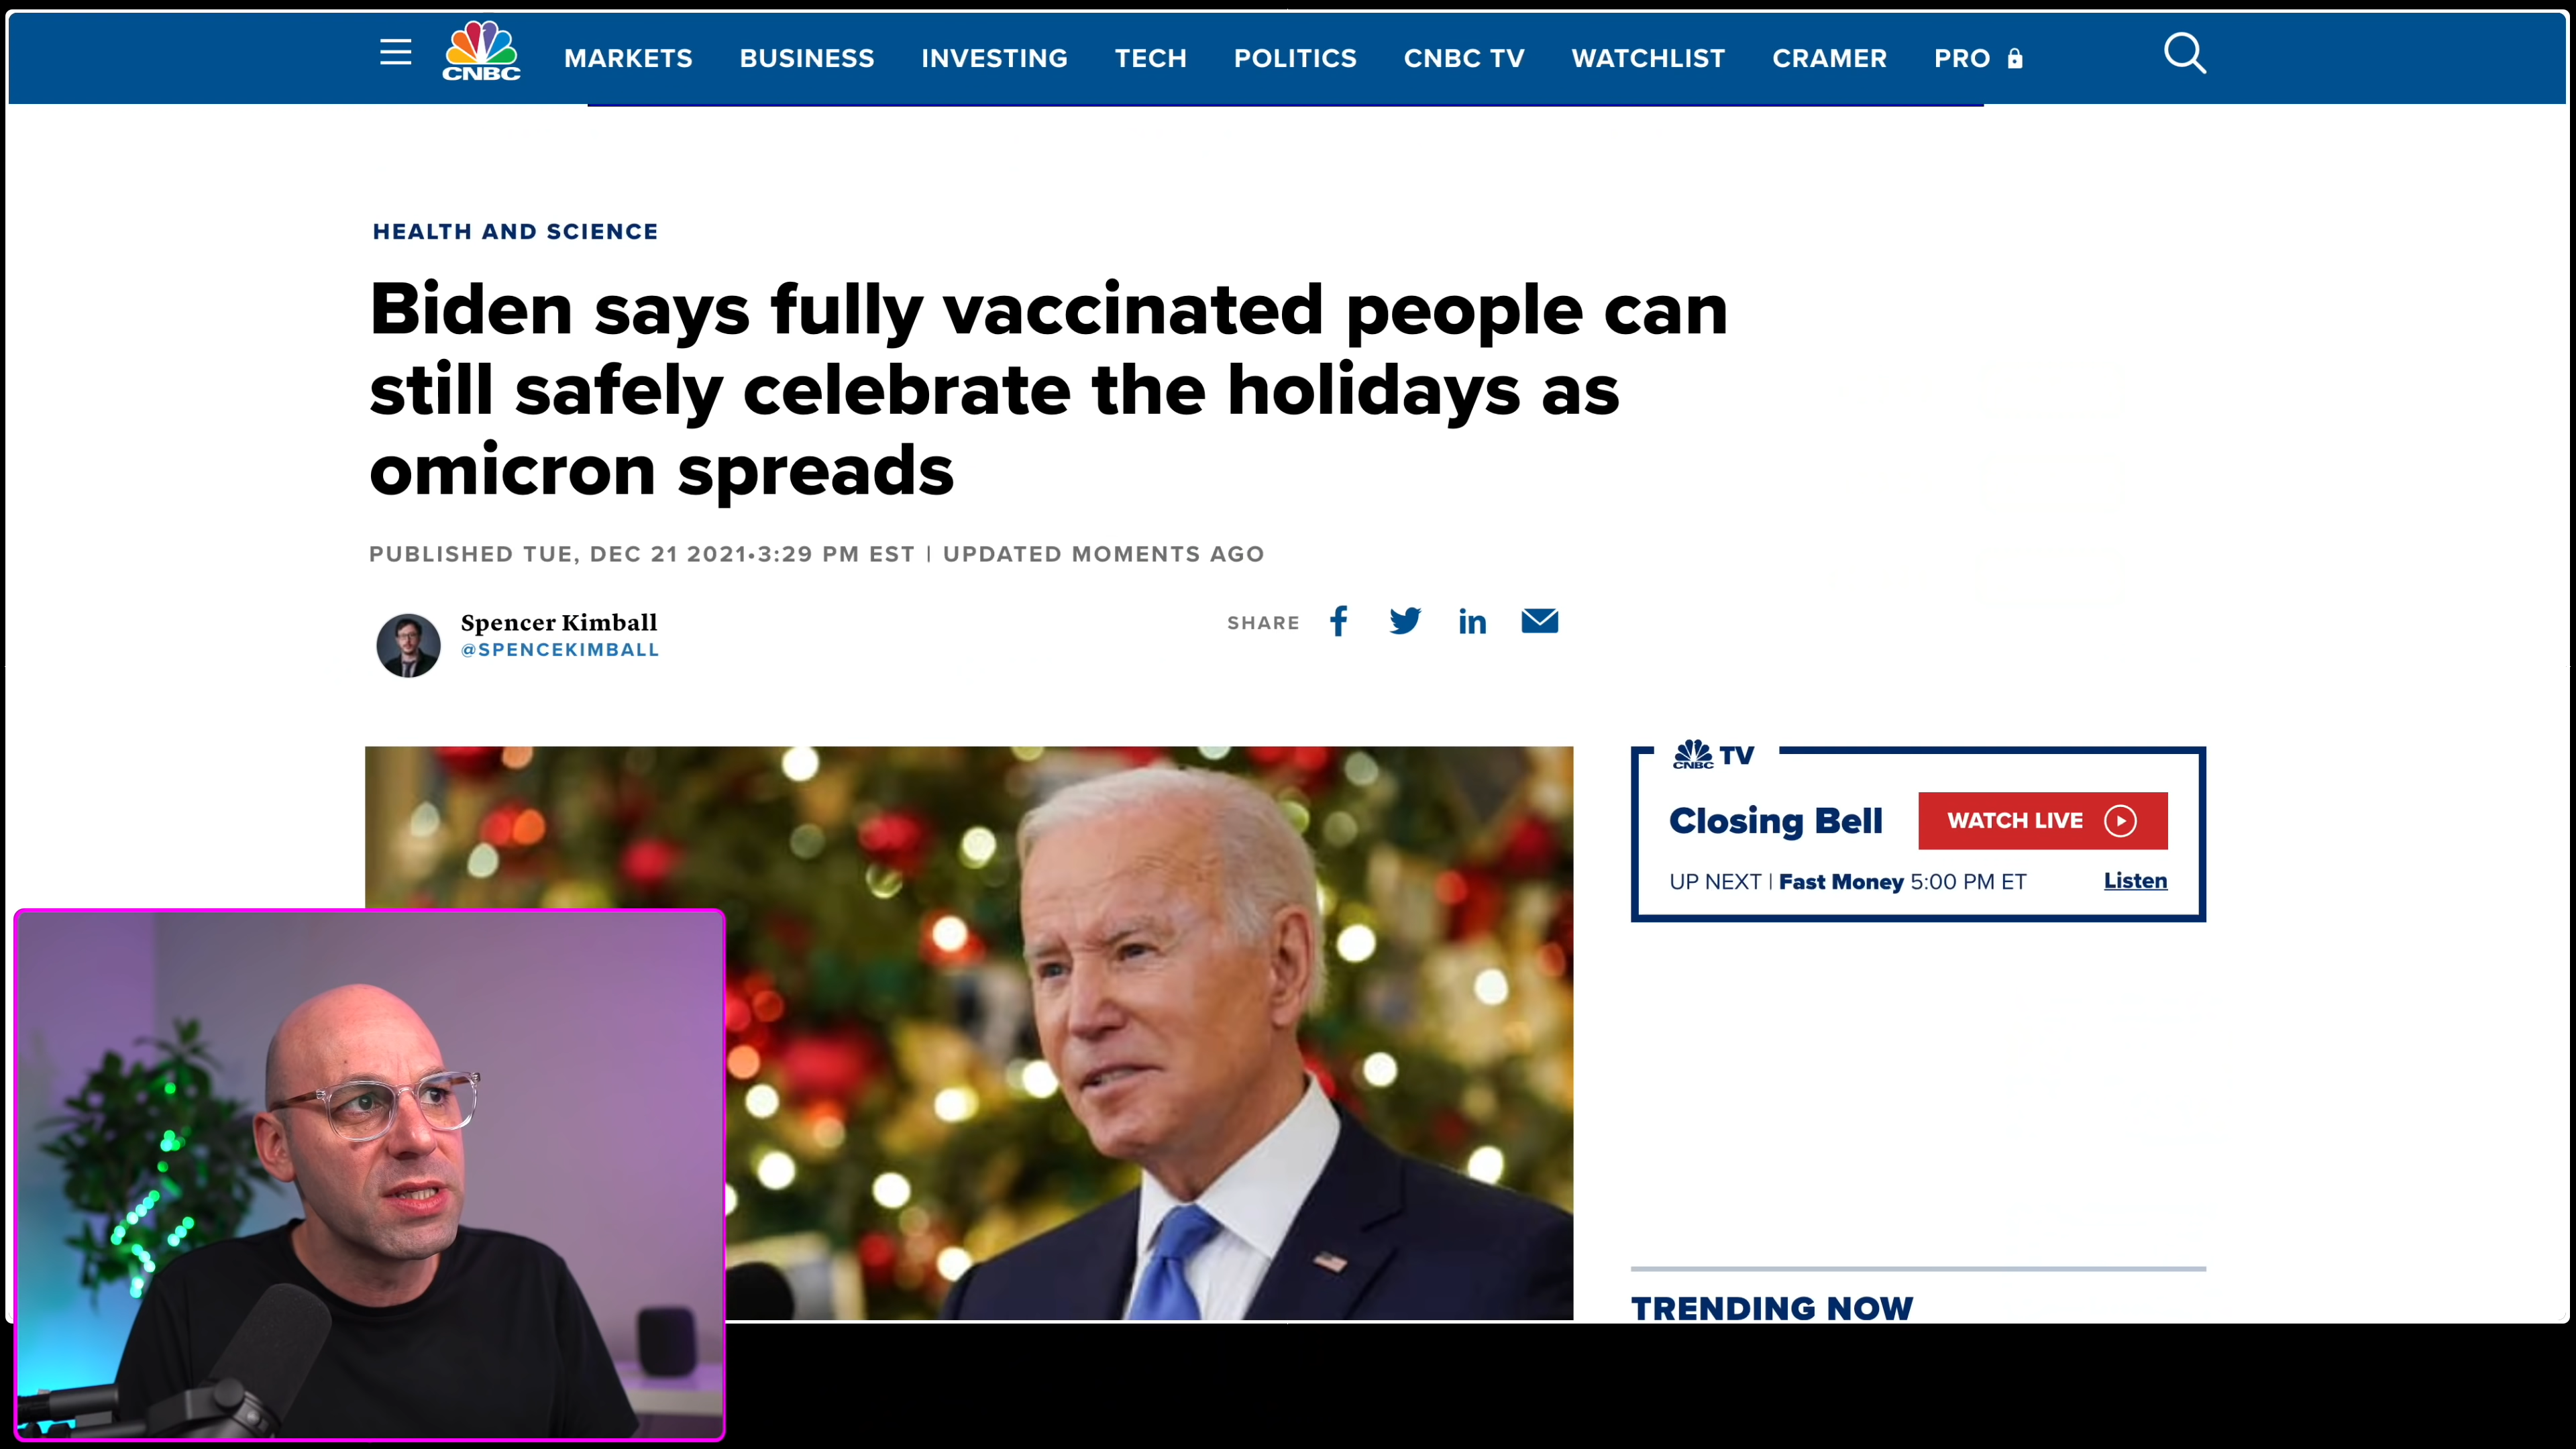 CNBC
MARKETS BUSINESS INVESTING TECH POLITICS CNBC TV WATCHLIST CRAMER PRO
HEALTH AND SCIENCE
Biden says fully vaccinated people can
still safely celebrate the holidays as
omicron spreads
PUBLISHED TUE, DEC 21 2021•3:29 PM EST | UPDATED MOMENTS AGO
Spencer Kimball
@SPENCEKIMBALL
SHARE
CNBC TV
Closing Bell
WATCH LIVE
UP NEXT | Fast Money 5:00 PM ET
Listen
TRENDING NOW